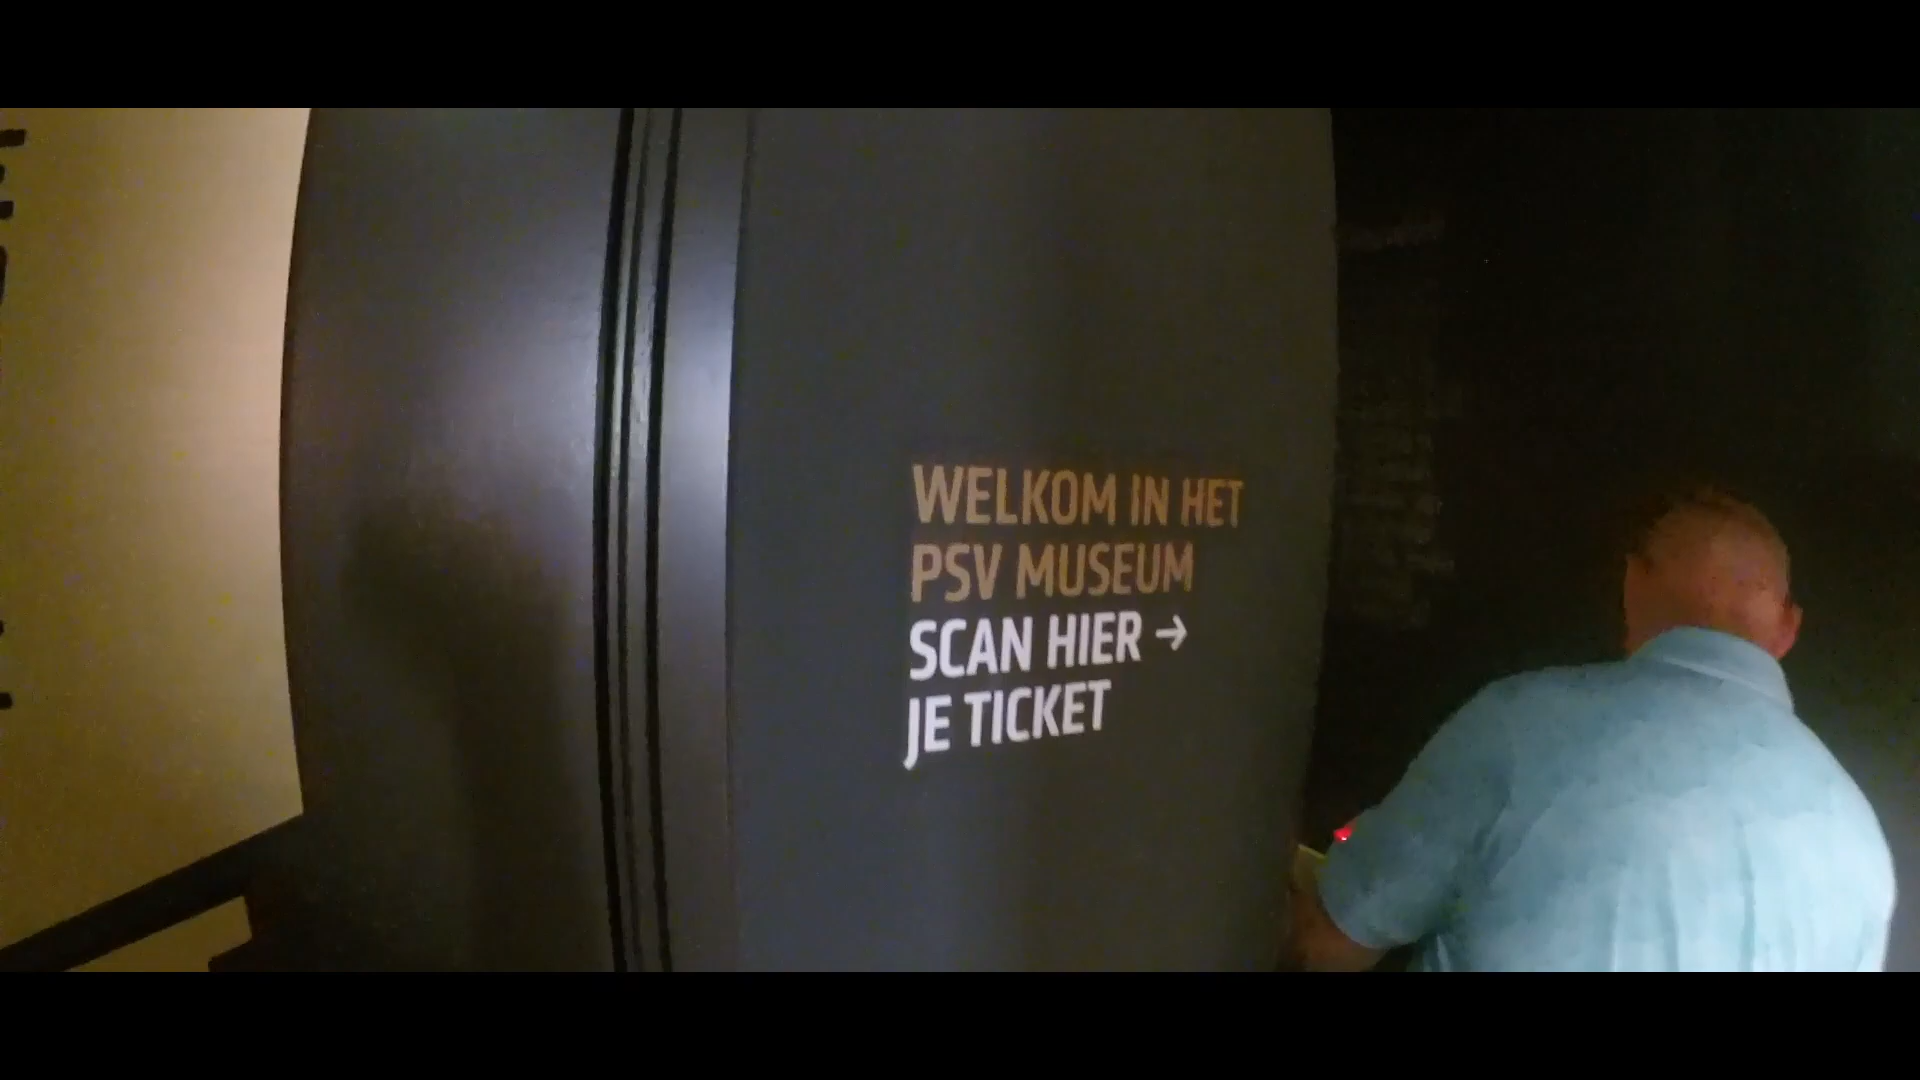 WELKOM IN HET
PSV MUSEUM
SCAN HIER →
JE TICKET